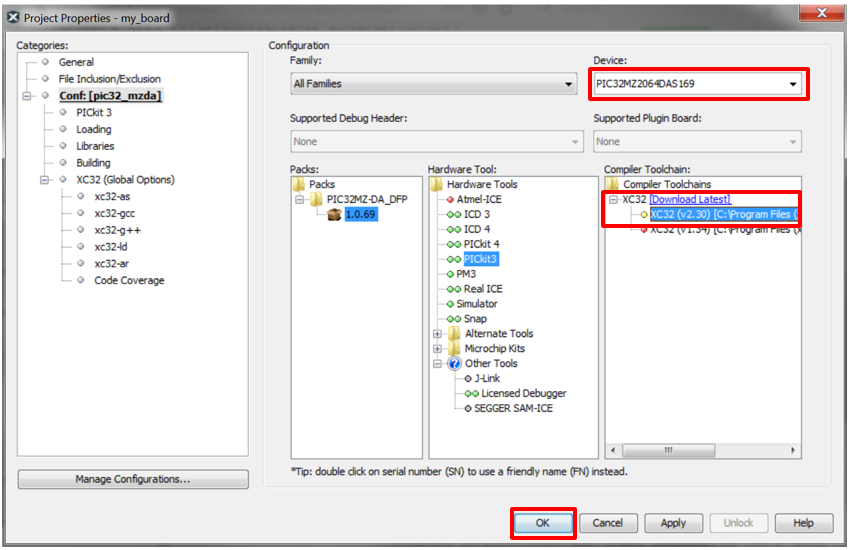 Project Properties - my_board
Categories:
General
File Inclusion/Exclusion
Conf: [pic32_mzda]
PICkit 3
Loading
Libraries
Building
XC32 (Global Options)
xc32-as
xc32-gcc
xc32-g++
xc32-ld
xc32-ar
Code Coverage
Manage Configurations...
Configuration
Family:
All Families
Device:
PIC32MZ2064DAS169
Supported Debug Header:
None
Supported Plugin Board:
None
Packs:
Packs
PIC32MZ-DA_DFP
1.0.69
Hardware Tool:
Hardware Tools
Atmel-ICE
ICD 3
ICD 4
PICkit 4
PICkit3
PM3
Real ICE
Simulator
Snap
Alternate Tools
Microchip Kits
Other Tools
J-Link
Licensed Debugger
SEGGER SAM-ICE
Compiler Toolchain:
Compiler Toolchains
XC32 [Download Latest]
XC32 (v2.30) [C:\Program Files (
XC32 (v1.34) [C:\Program Files (x
*Tip: double click on serial number (SN) to use a friendly name (FN) instead.
OK
Cancel
Apply
Unlock
Help